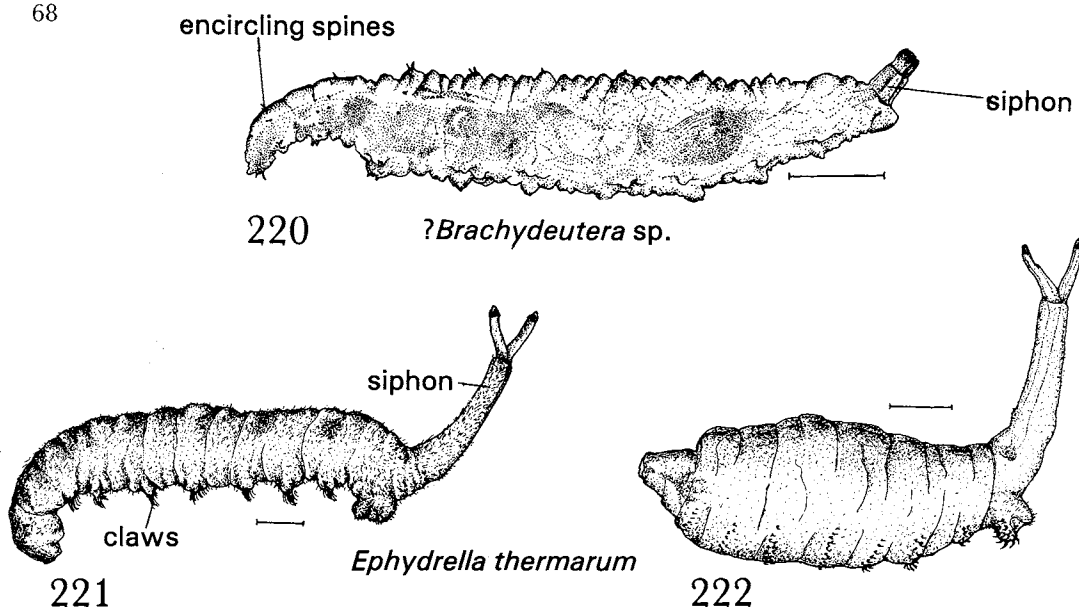 68
encircling spines
siphon
220
?Brachydeutera sp.
siphon
claws
Ephydrella thermarum
221
222